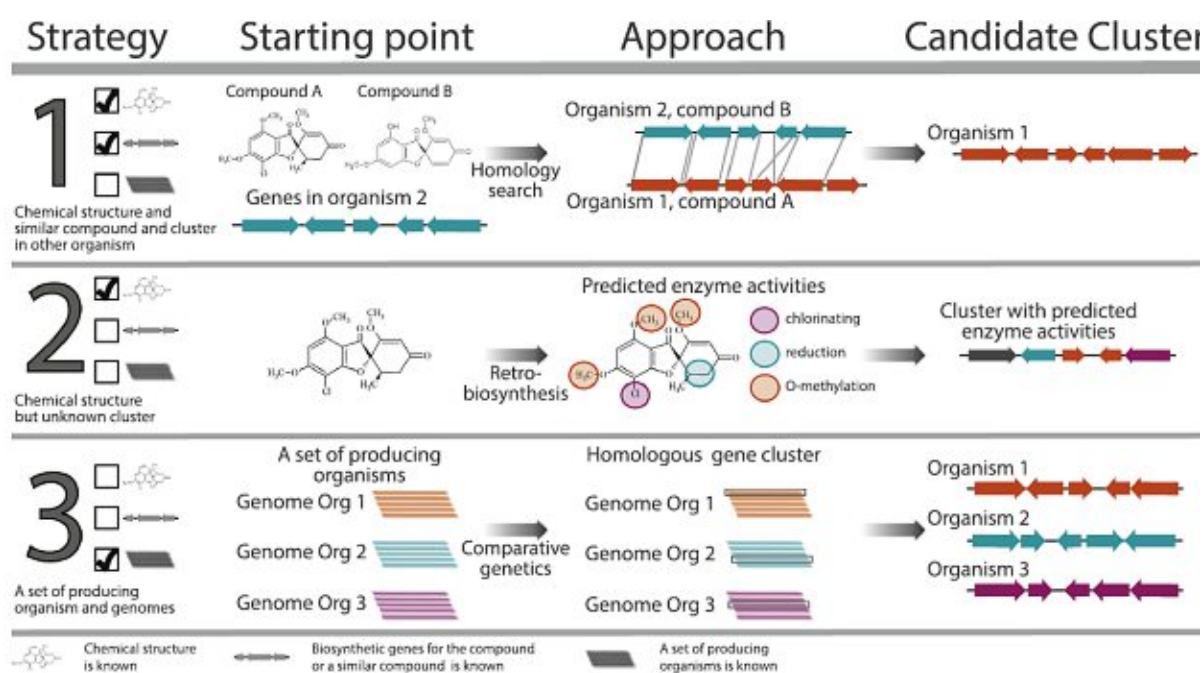 Strategy
Starting point
Approach
Candidate Cluster
1
Chemical structure and
similar compound and cluster
in other organism
Compound A
Compound B
Genes in organism 2
Homology
search
Organism 2, compound B
Organism 1, compound A
Organism 1
2
Chemical structure
but unknown cluster
Retro-
biosynthesis
Predicted enzyme activities
chlorinating
reduction
O-methylation
Cluster with predicted
enzyme activities
3
A set of producing
organism and genomes
A set of producing
organisms
Genome Org 1
Genome Org 2
Genome Org 3
Comparative
genetics
Homologous gene cluster
Genome Org 1
Genome Org 2
Genome Org 3
Organism 1
Organism 2
Organism 3
Chemical structure
is known
Biosynthetic genes for the compound
or a similar compound is known
A set of producing
organisms is known